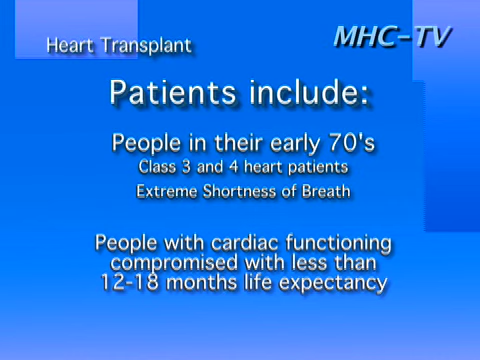 Heart Transplant
MHC-TV
Patients include:
People in their early 70's
Class 3 and 4 heart patients
Extreme Shortness of Breath
People with cardiac functioning
compromised with less than
12-18 months life expectancy